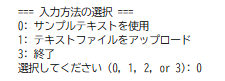 === 入力方法の選択 ===
0: サンプルテキストを使用
1: テキストファイルをアップロード
3: 終了
選択してください (0, 1, 2, or 3): 0